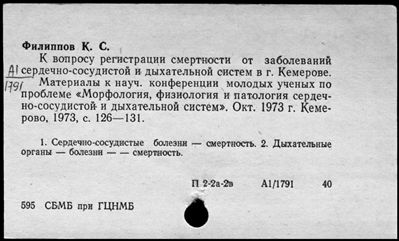 Филиппов К. С.
К вопросу регистрации смертности от заболеваний
сердечно-сосудистой и дыхательной систем в г. Кемерове.
А1
1791
Материалы к науч. конференции молодых ученых по
проблеме «Морфология, физиология и патология сердеч-
но-сосудистой и дыхательной систем». Окт. 1973 г. Кеме-
рово, 1973, с. 126—131.
1. Сердечно-сосудистые болезни — смертность. 2. Дыхательные
органы — болезни — — смертность.
П 2-2а-2в А1/1791 40
595 СБМБ при ГЦНМБ